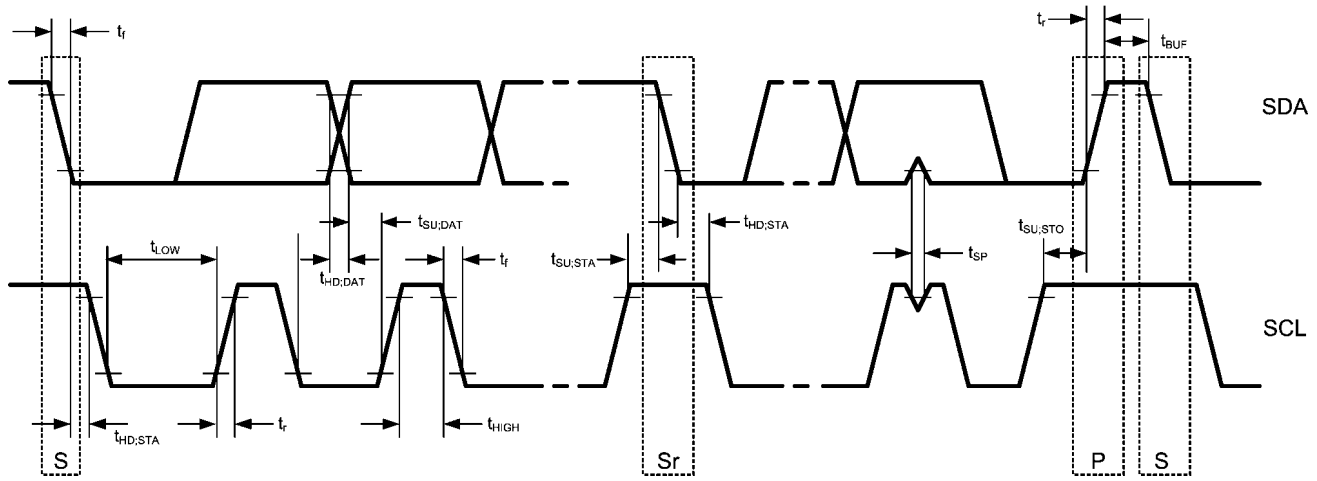 tf
tr
tBUF
SDA
tSU;DAT
tHD;STA
tSU;STO
tLOW
tf
tSU;STA
tSP
tHD;DAT
SCL
tHD;STA
tr
tHIGH
S
Sr
P
S